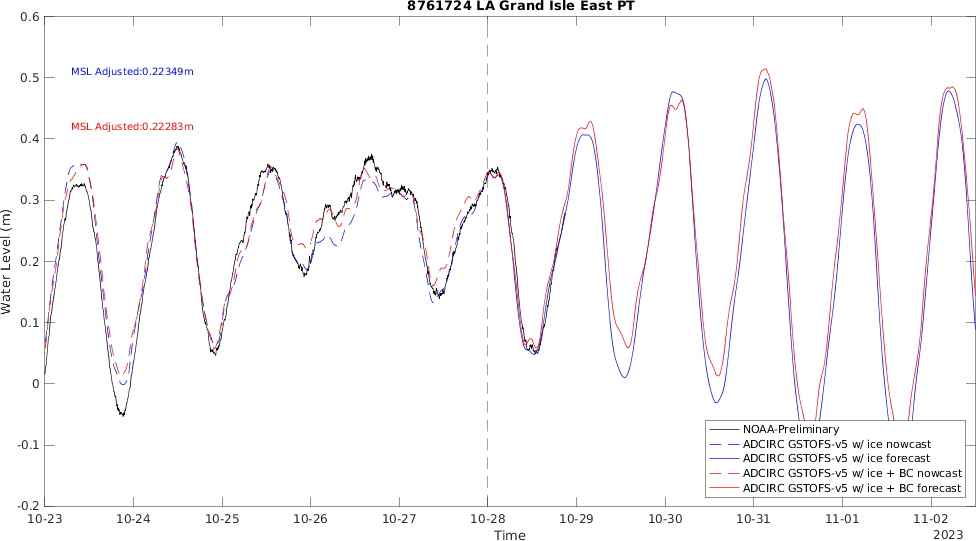 8761724 LA Grand Isle East PT
0.6
0.5
0.4
0.3
0.2
0.1
0
-0.1
-0.2
Water Level (m)
MSL Adjusted:0.22349m
MSL Adjusted:0.22283m
NOAA-Preliminary
ADCIRC GSTOFS-v5 w/ ice nowcast
ADCIRC GSTOFS-v5 w/ ice forecast
ADCIRC GSTOFS-v5 w/ ice + BC nowcast
ADCIRC GSTOFS-v5 w/ ice + BC forecast
10-23 10-24 10-25 10-26 10-27 10-28 10-29 10-30 10-31 11-01 11-02
Time
2023